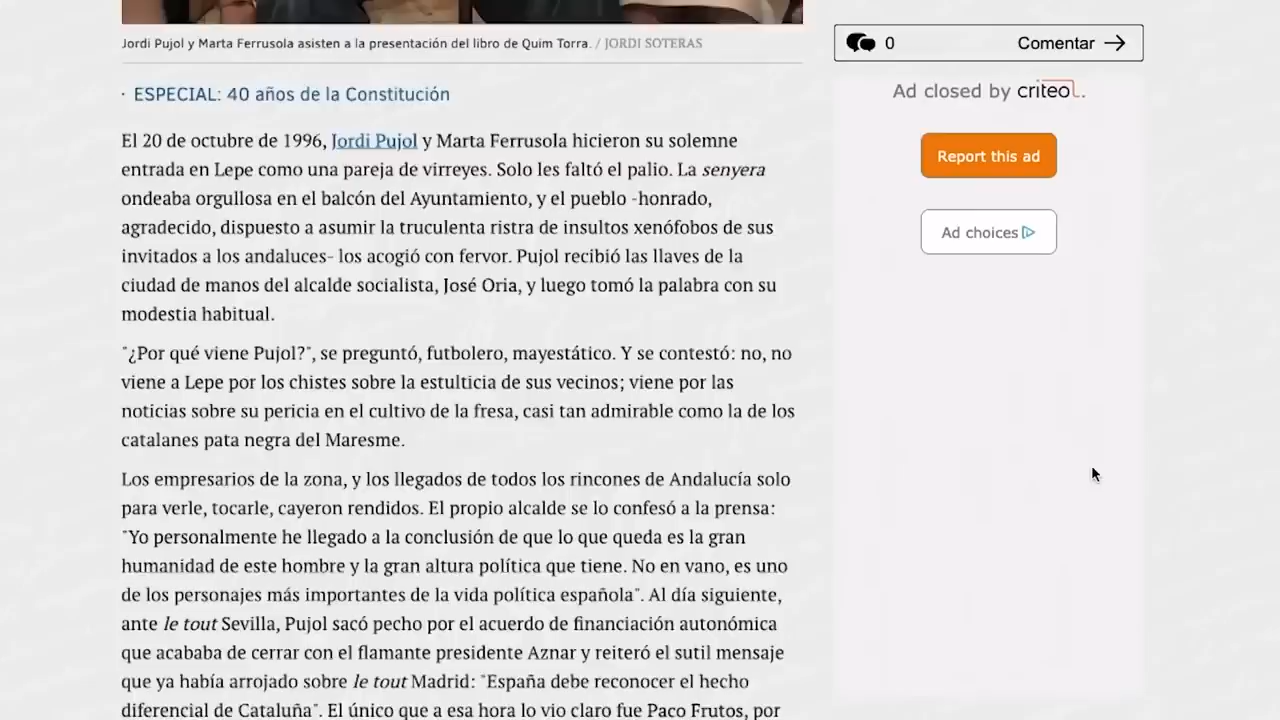 Jordi Pujol y Marta Ferrusola asisten a la presentación del libro de Quim Torra. / JORDI SOTERAS
· ESPECIAL: 40 años de la Constitución
El 20 de octubre de 1996, Jordi Pujol y Marta Ferrusola hicieron su solemne
entrada en Lepe como una pareja de virreyes. Solo les faltó el palio. La senyera
ondeaba orgullosa en el balcón del Ayuntamiento, y el pueblo -honrado,
agradecido, dispuesto a asumir la truculenta ristra de insultos xenófobos de sus
invitados a los andaluces- los acogió con fervor. Pujol recibió las llaves de la
ciudad de manos del alcalde socialista, José Oria, y luego tomó la palabra con su
modestia habitual.
"¿Por qué viene Pujol?", se preguntó, futbolero, mayestático. Y se contestó: no, no
viene a Lepe por los chistes sobre la estulticia de sus vecinos; viene por las
noticias sobre su pericia en el cultivo de la fresa, casi tan admirable como la de los
catalanes pata negra del Maresme.
Los empresarios de la zona, y los llegados de todos los rincones de Andalucía solo
para verle, tocarle, cayeron rendidos. El propio alcalde se lo confesó a la prensa:
"Yo personalmente he llegado a la conclusión de que lo que queda es la gran
humanidad de este hombre y la gran altura política que tiene. No en vano, es uno
de los personajes más importantes de la vida política española". Al día siguiente,
ante le tout Sevilla, Pujol sacó pecho por el acuerdo de financiación autonómica
que acababa de cerrar con el flamante presidente Aznar y reiteró el sutil mensaje
que ya había arrojado sobre le tout Madrid: "España debe reconocer el hecho
diferencial de Cataluña". El único que a esa hora lo vio claro fue Paco Frutos, por
0 Comentar
Ad closed by criteo.
Report this ad
Ad choices